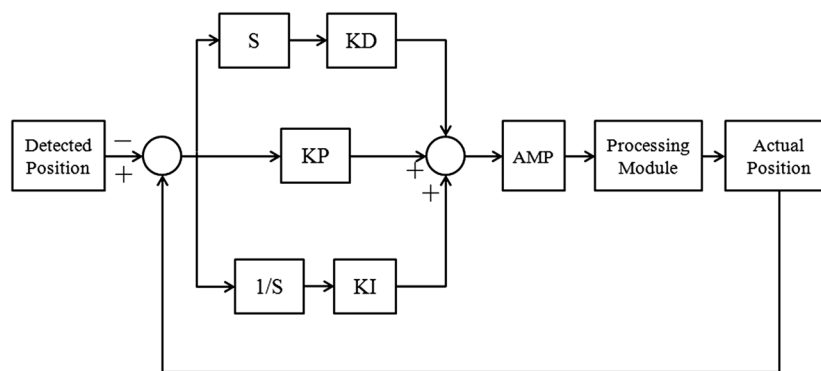 S
KD
−
Detected
Position
+
KP
+
+
AMP
Processing
Module
Actual
Position
1/S
KI